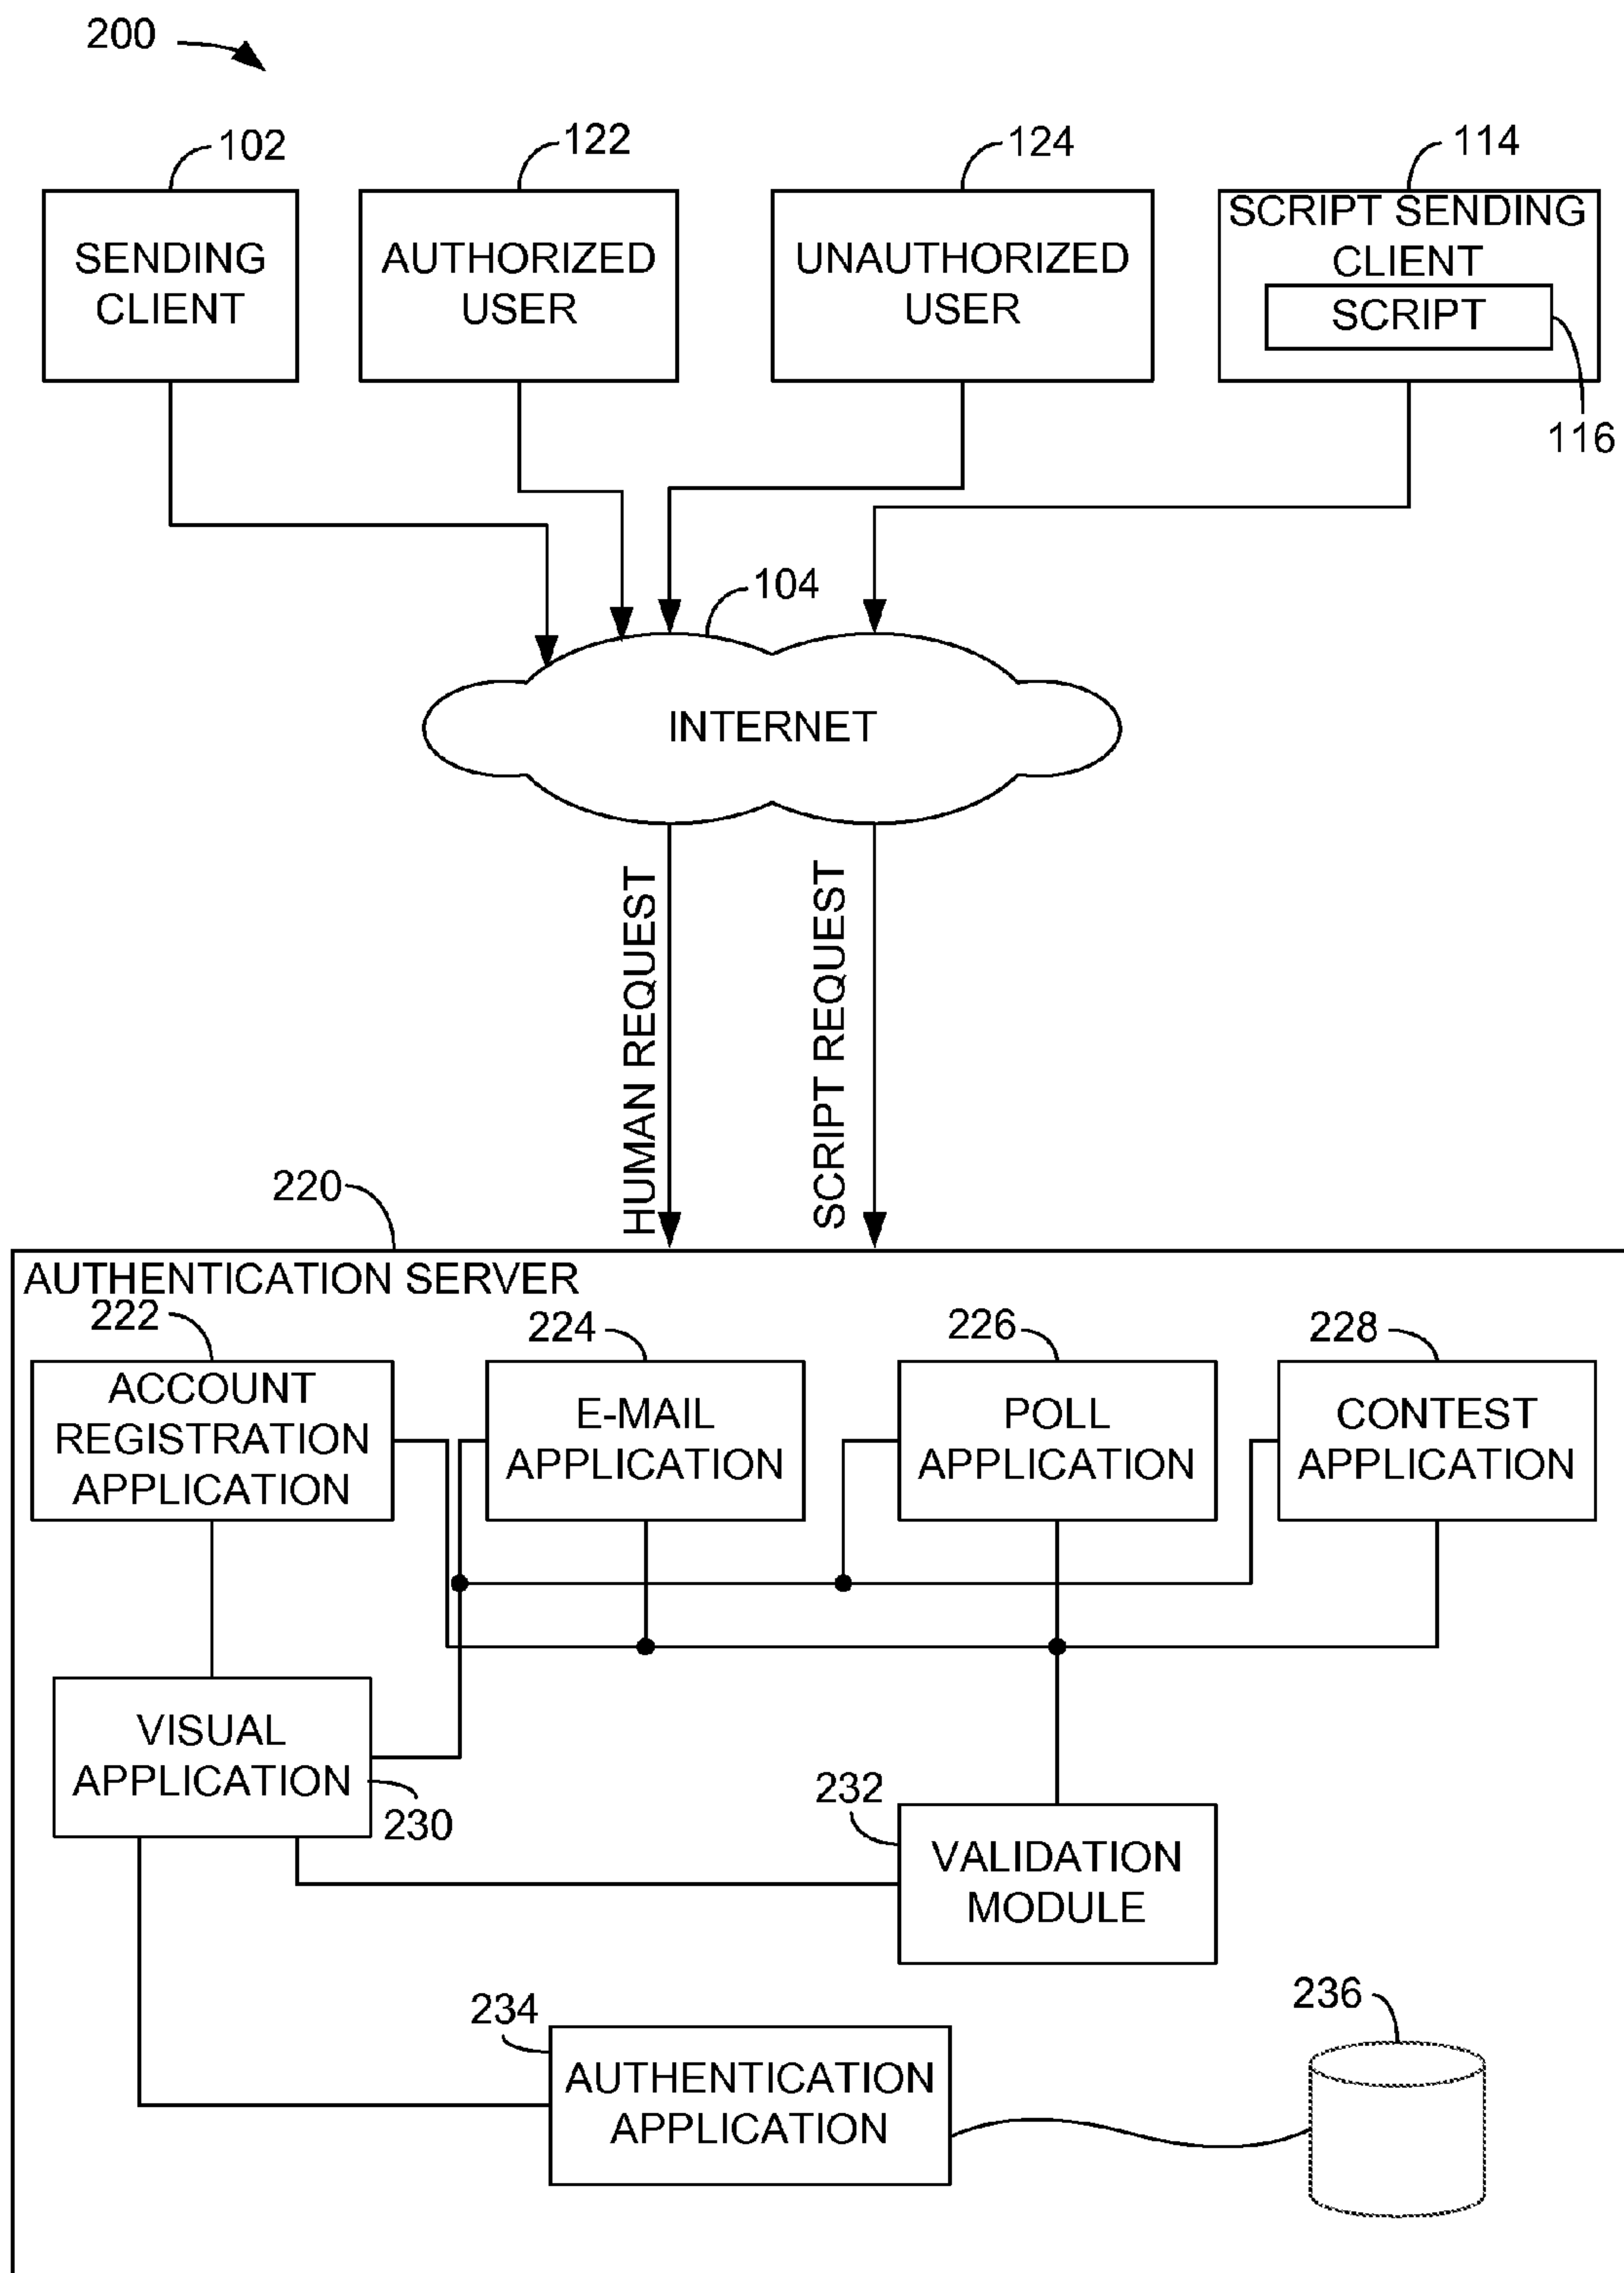 200
102
122
124
114
SENDING
CLIENT
AUTHORIZED
USER
UNAUTHORIZED
USER
SCRIPT SENDING
CLIENT
SCRIPT
116
104
INTERNET
HUMAN REQUEST
SCRIPT REQUEST
220
AUTHENTICATION SERVER
222
224
226
228
ACCOUNT
REGISTRATION
APPLICATION
E-MAIL
APPLICATION
POLL
APPLICATION
CONTEST
APPLICATION
VISUAL
APPLICATION
230
232
VALIDATION
MODULE
234
AUTHENTICATION
APPLICATION
236